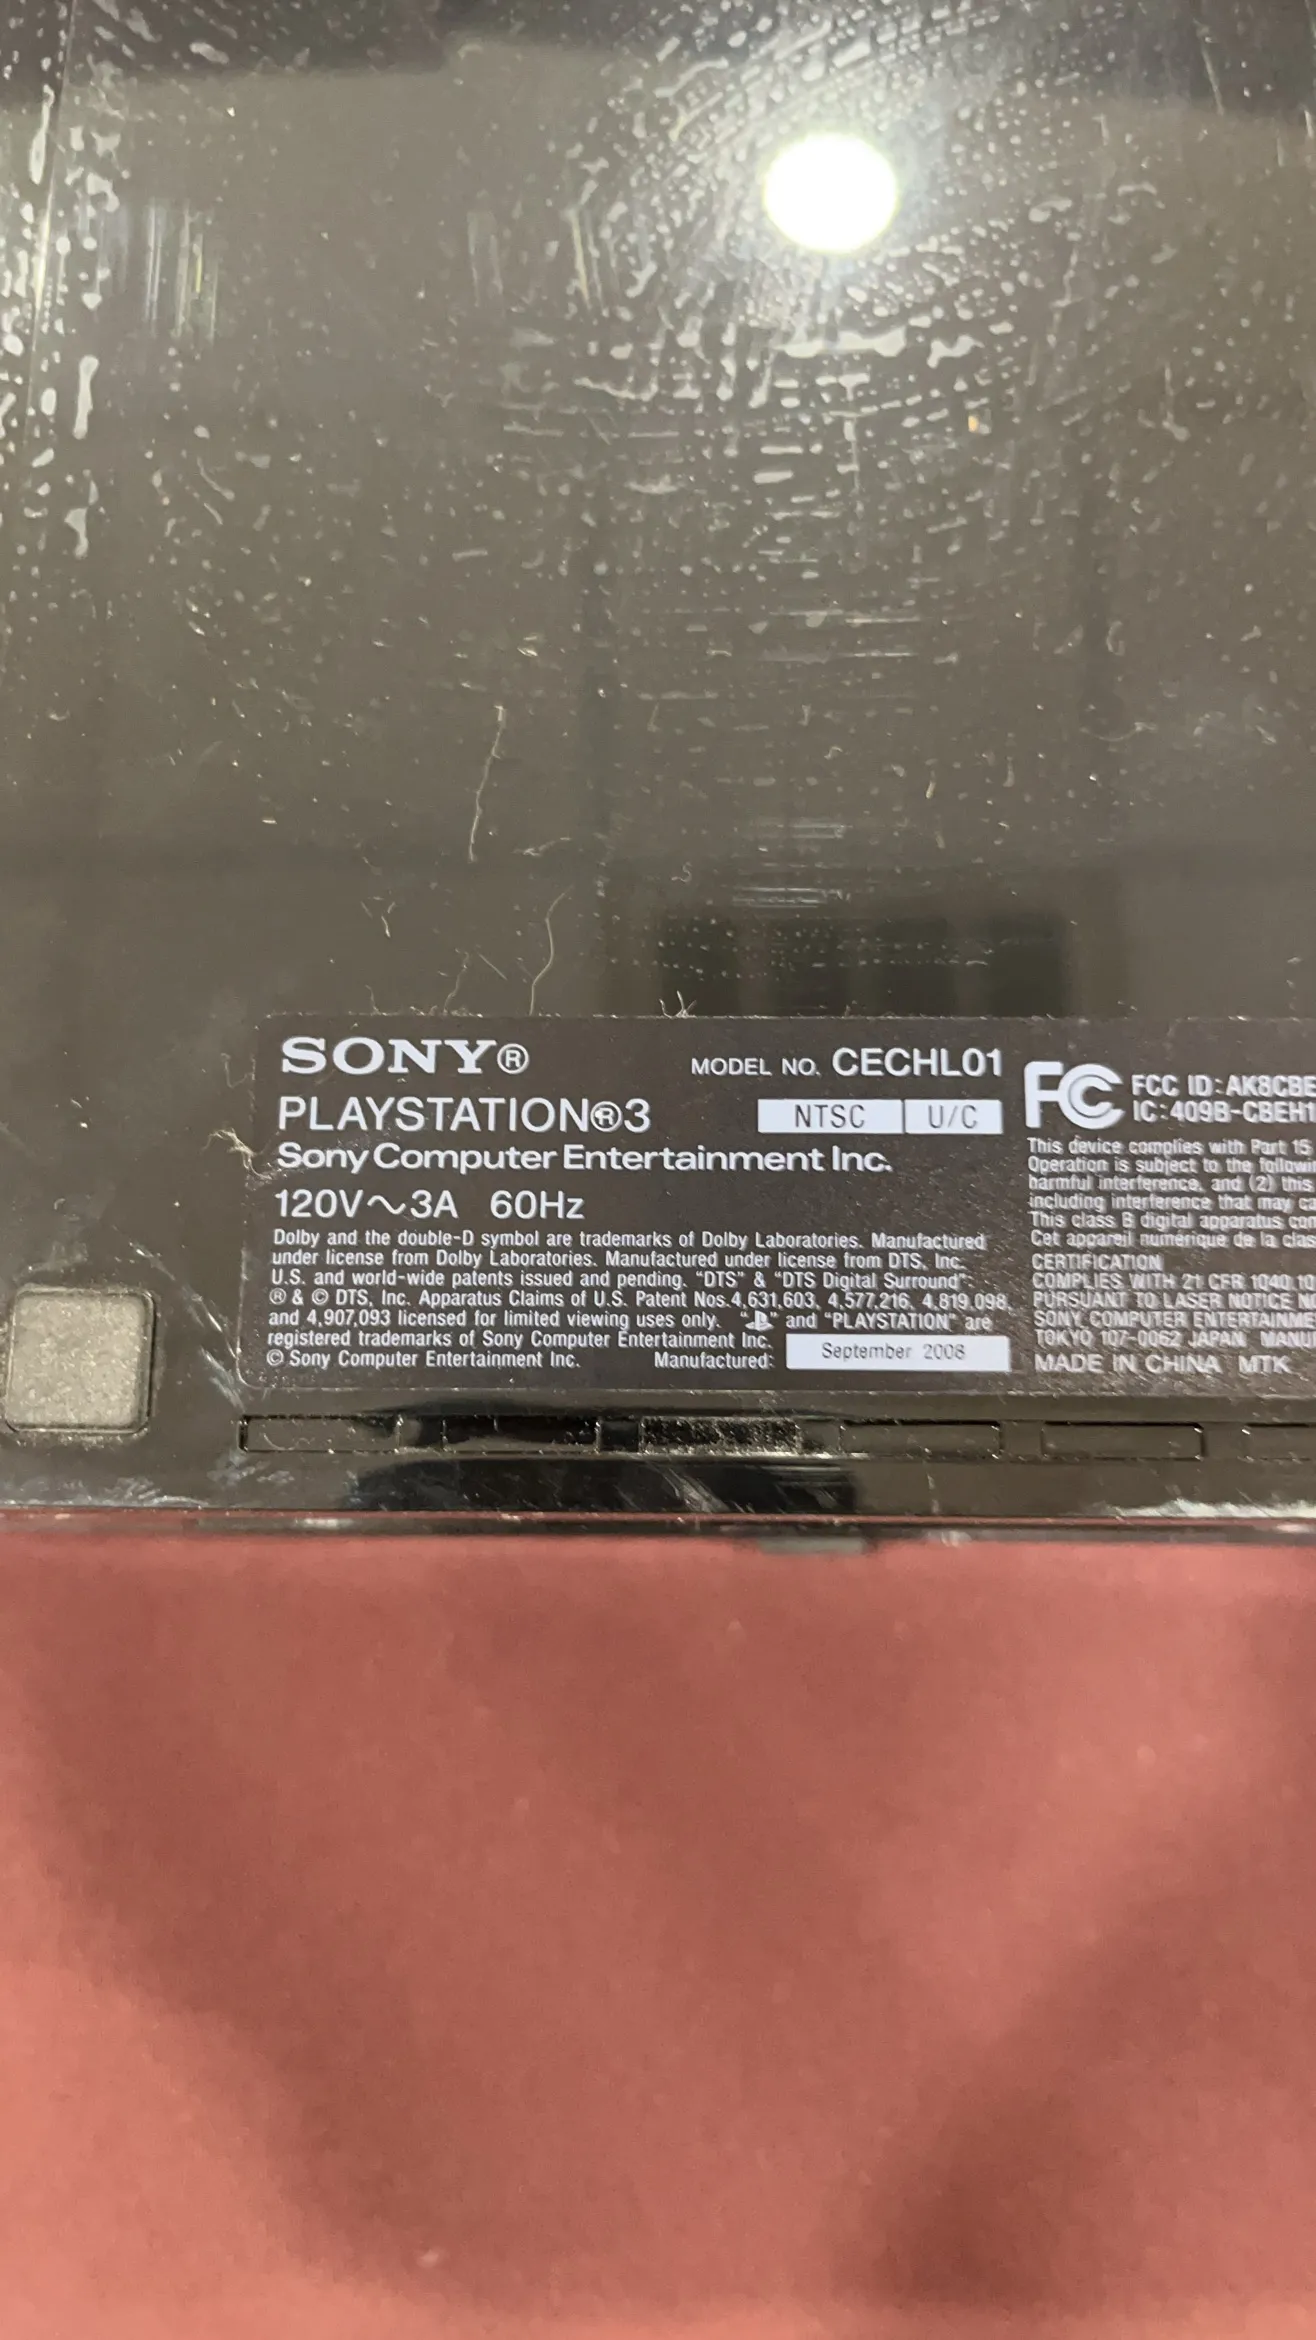 SONY®
MODEL NO. CECHL01
PLAYSTATION®3
NTSC U/C
Sony Computer Entertainment Inc.
120V～3A 60Hz
Dolby and the double-D symbol are trademarks of Dolby Laboratories. Manufactured
under license from Dolby Laboratories. Manufactured under license from DTS, Inc.
U.S. and world-wide patents issued and pending. "DTS" & "DTS Digital Surround":
® & © DTS, Inc. Apparatus Claims of U.S. Patent Nos.4,631,603, 4,577,216, 4,819,098,
and 4,907,093 licensed for limited viewing uses only. " " and "PLAYSTATION" are
registered trademarks of Sony Computer Entertainment Inc.
© Sony Computer Entertainment Inc. Manufactured: September 2008
FC FCC ID:AK8CBE
IC:409B-CBEH1
This device complies with Part 15
Operation is subject to the followi
harmful interference, and (2) this
including interference that may ca
This class B digital apparatus co
Cet appareil numérique de la clas
CERTIFICATION
COMPLIES WITH 21 CFR 1040.10
PURSUANT TO LASER NOTICE N
SONY COMPUTER ENTERTAINME
TOKYO 107-0062 JAPAN MANU
MADE IN CHINA MTK